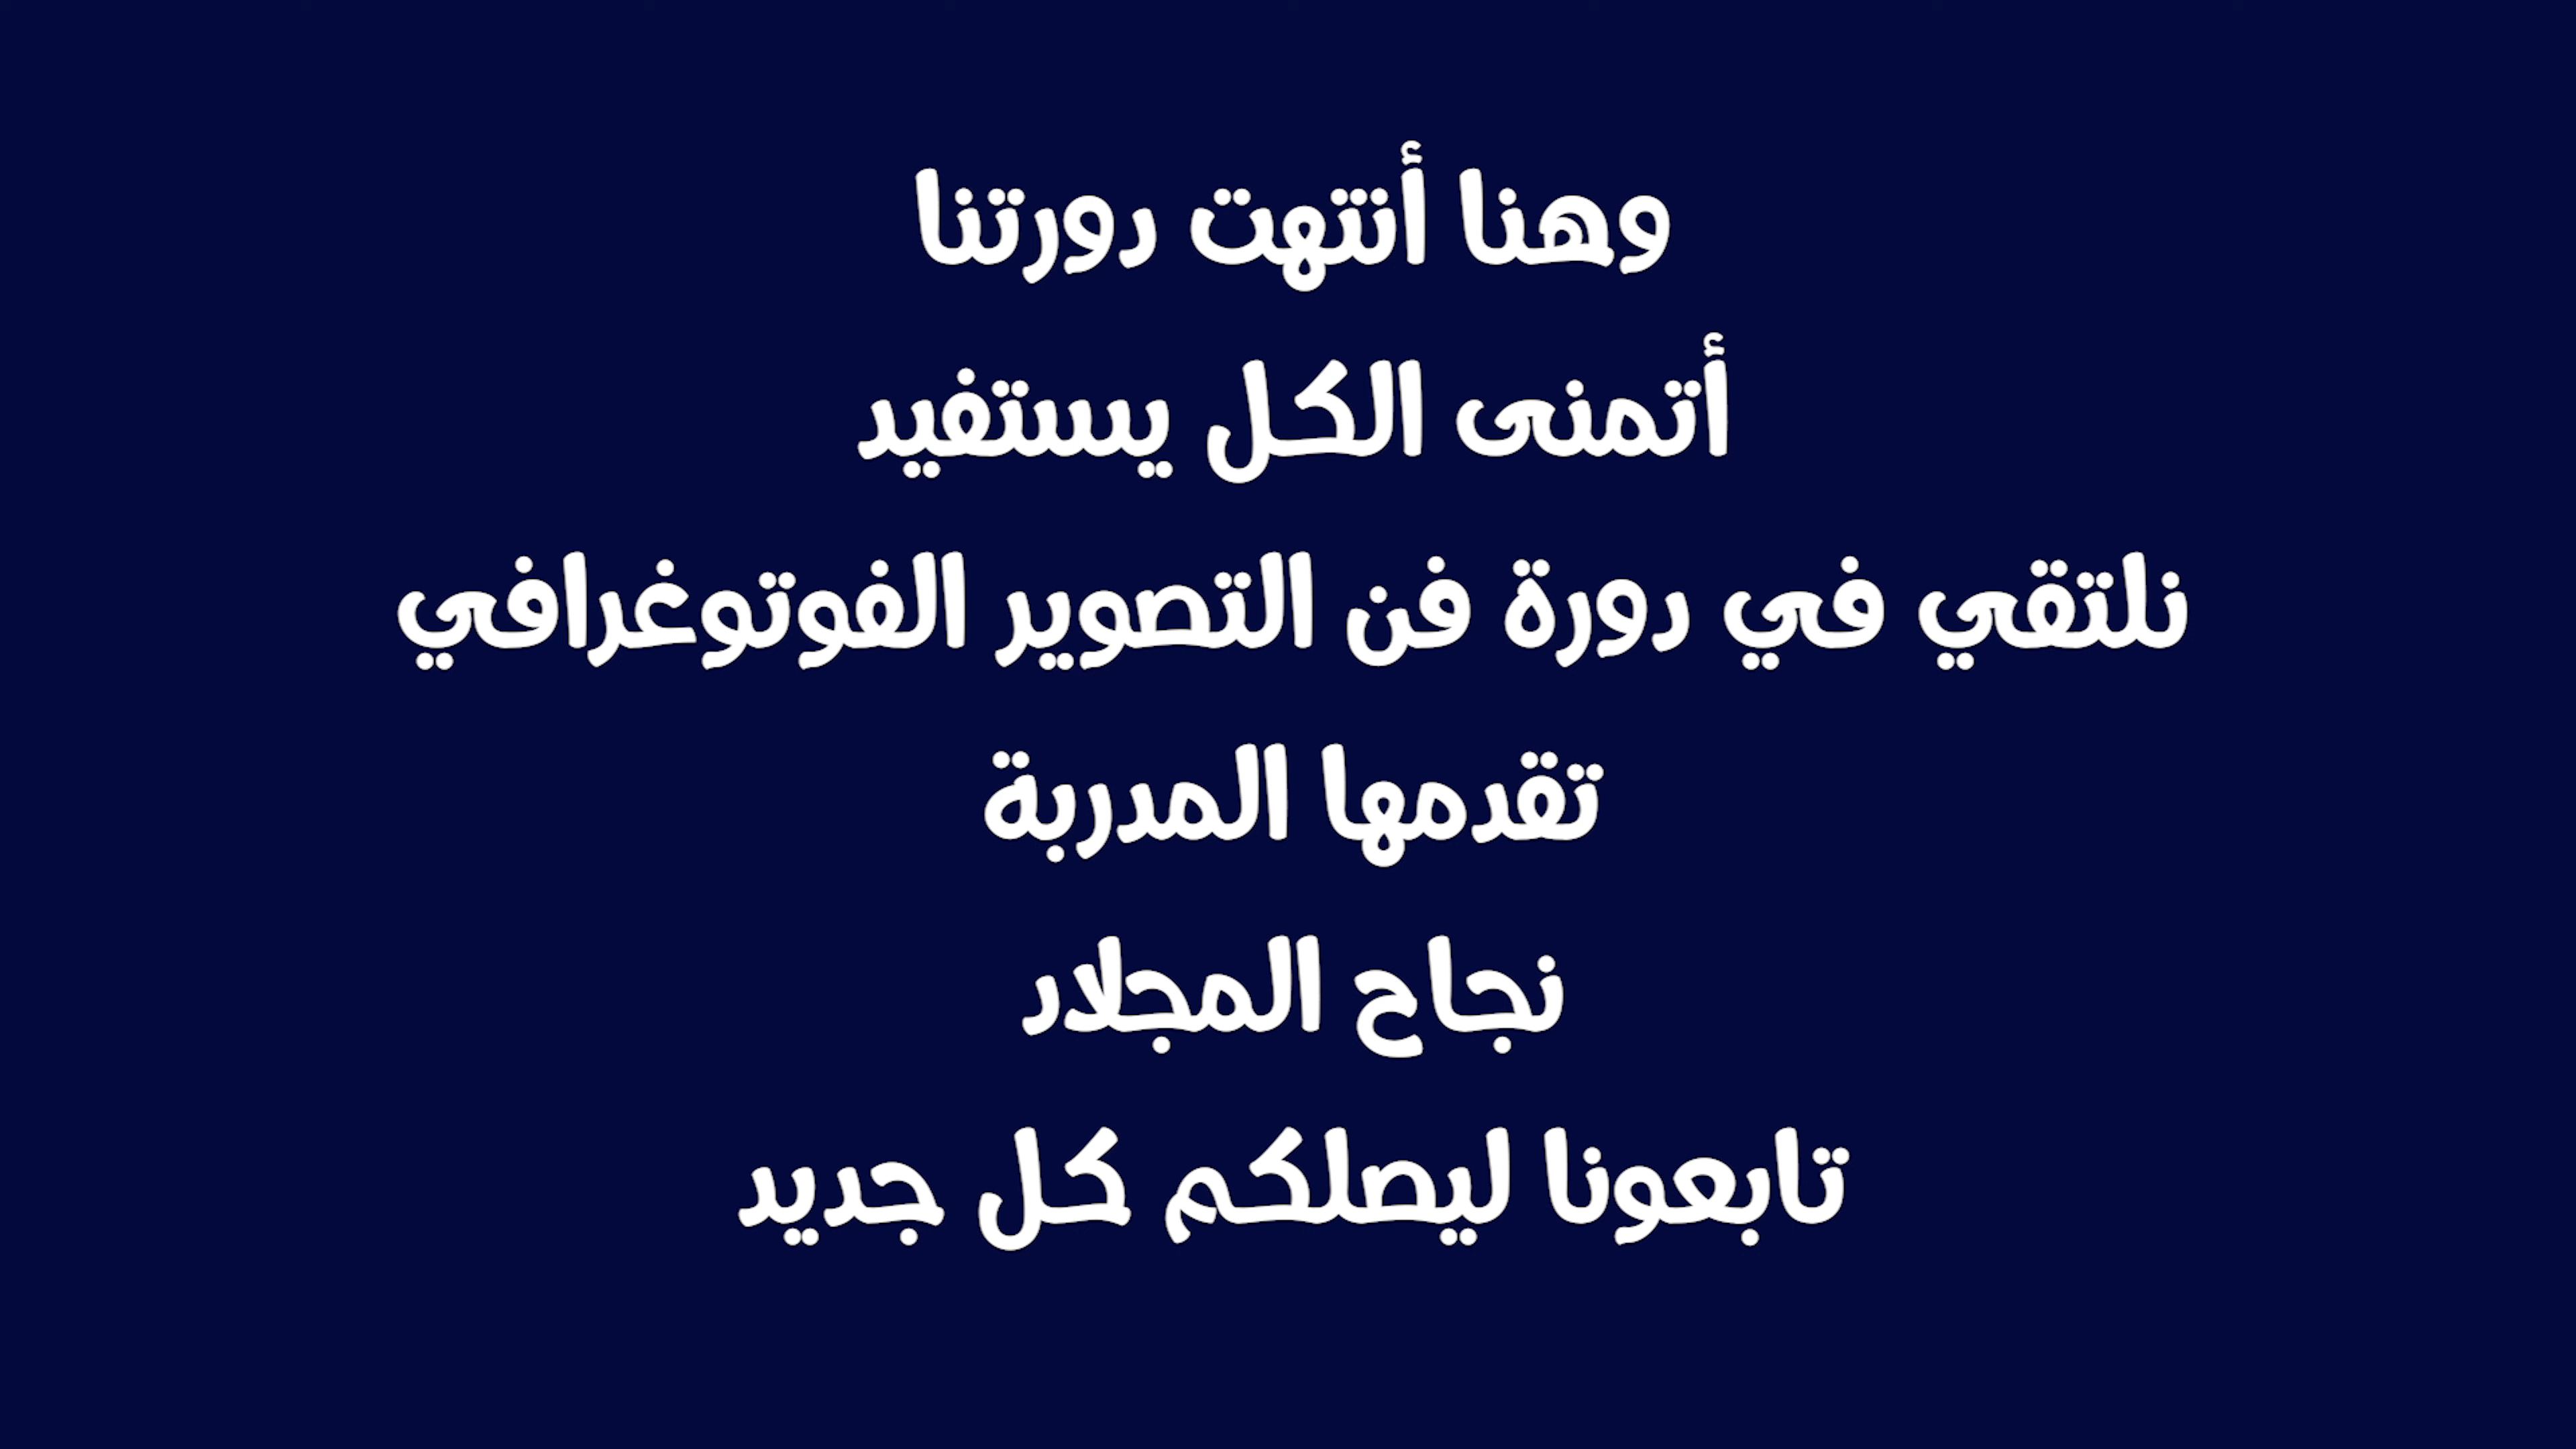 وهنا أنتهت دورتنا
أتمنى الكل يستفيد
نلتقي في دورة فن التصوير الفوتوغرافي
تقدمها المدربة
نجاح المجلاد
تابعونا ليصلكم كل جديد